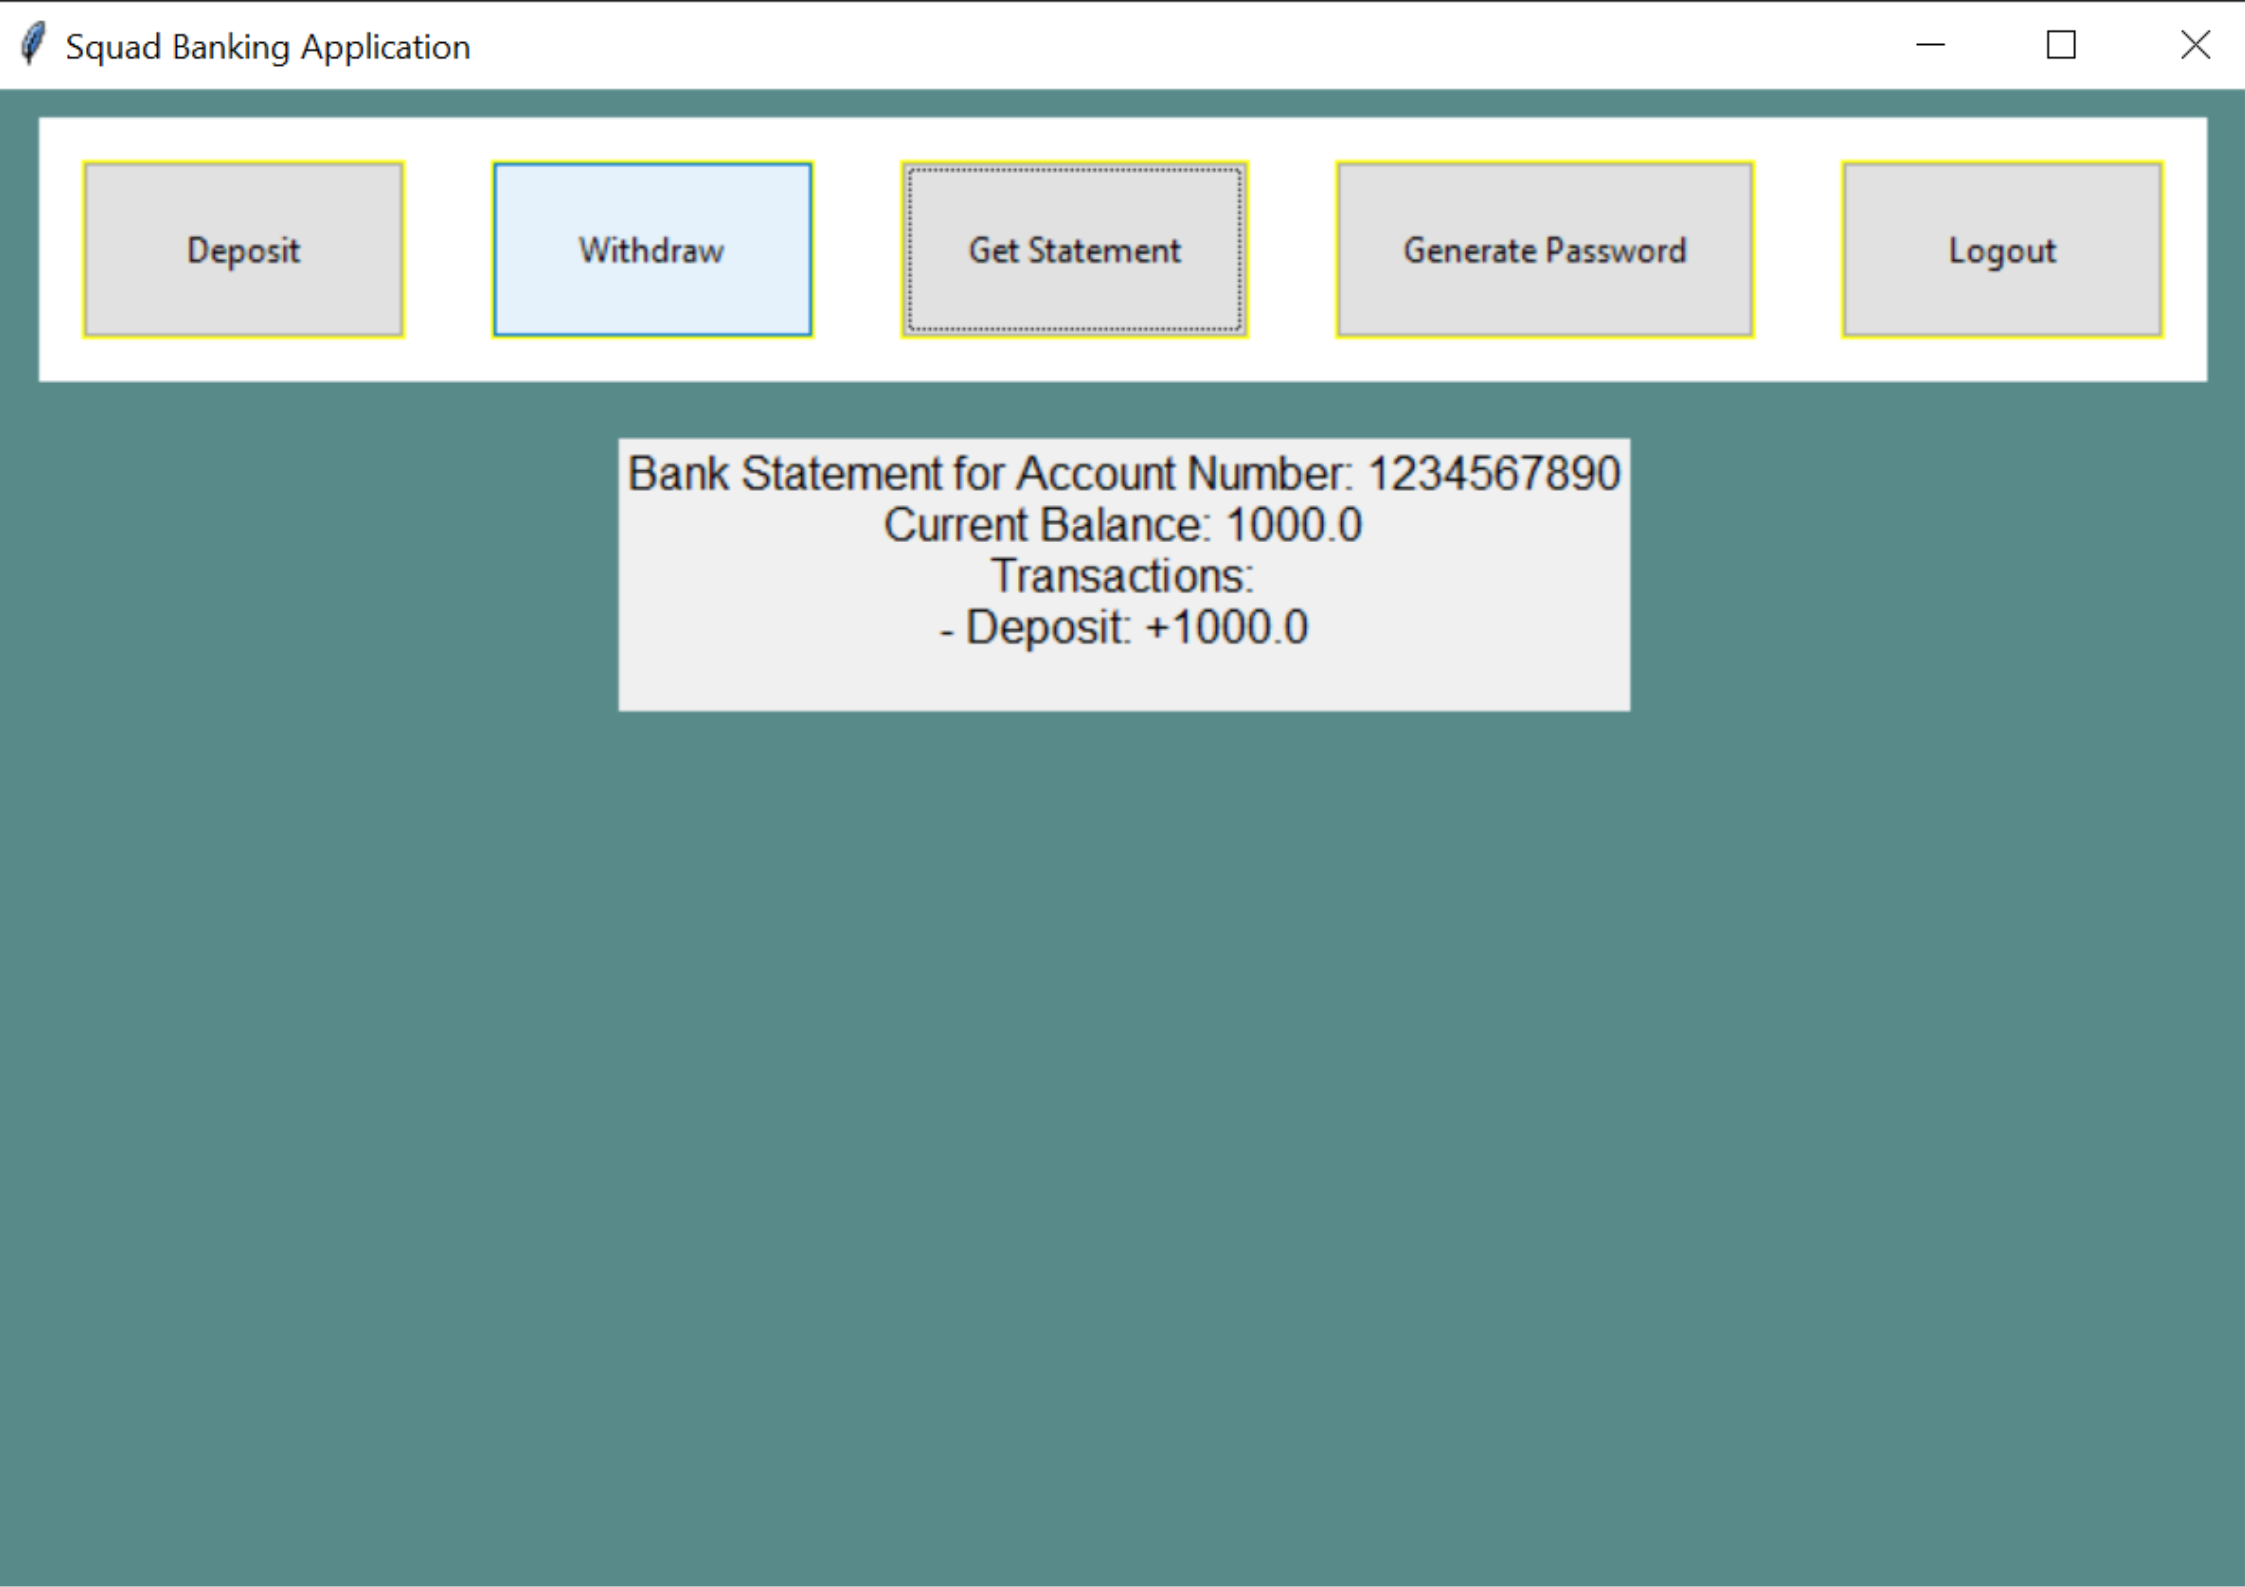 Squad Banking Application
Deposit
Withdraw
Get Statement
Generate Password
Logout
Bank Statement for Account Number: 1234567890
Current Balance: 1000.0
Transactions:
- Deposit: +1000.0